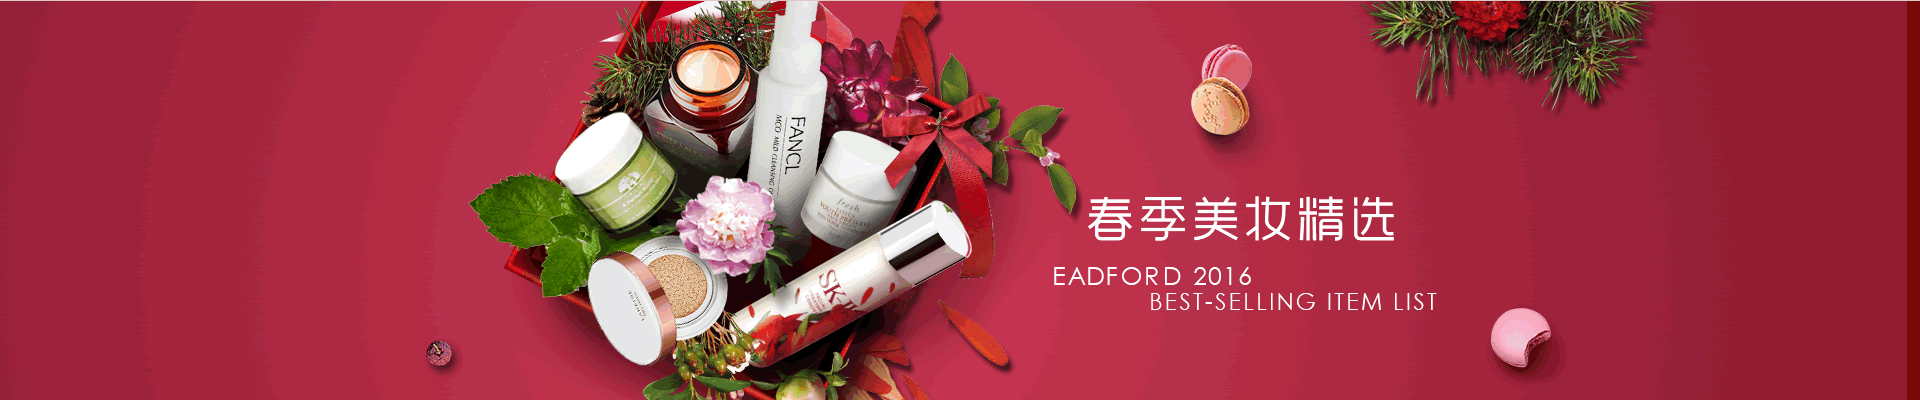 FANCL
MCO MILD CLEANSING
fresh
SK-II
春季美妆精选
EADFORD 2016
BEST-SELLING ITEM LIST